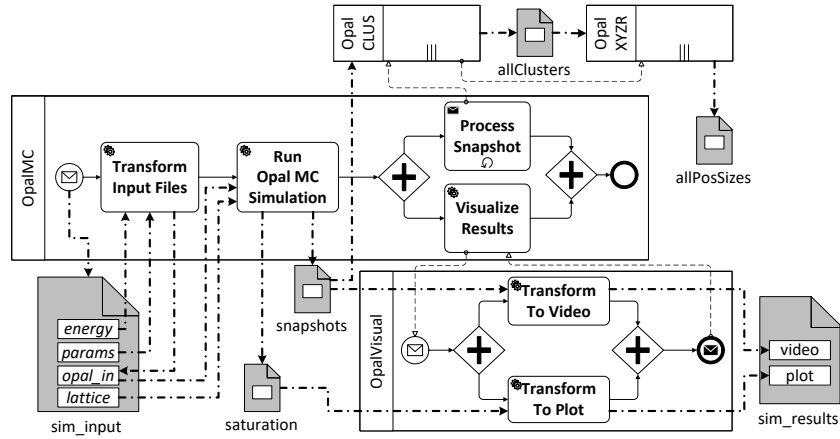 Opal
CLUS
Opal
XYZR
allClusters
allPosSizes
OpalMC
Transform
Input Files
Run
Opal MC
Simulation
Process
Snapshot
Visualize
Results
energy
params
opal_in
lattice
sim_input
snapshots
saturation
OpalVisual
Transform
To Video
Transform
To Plot
video
plot
sim_results